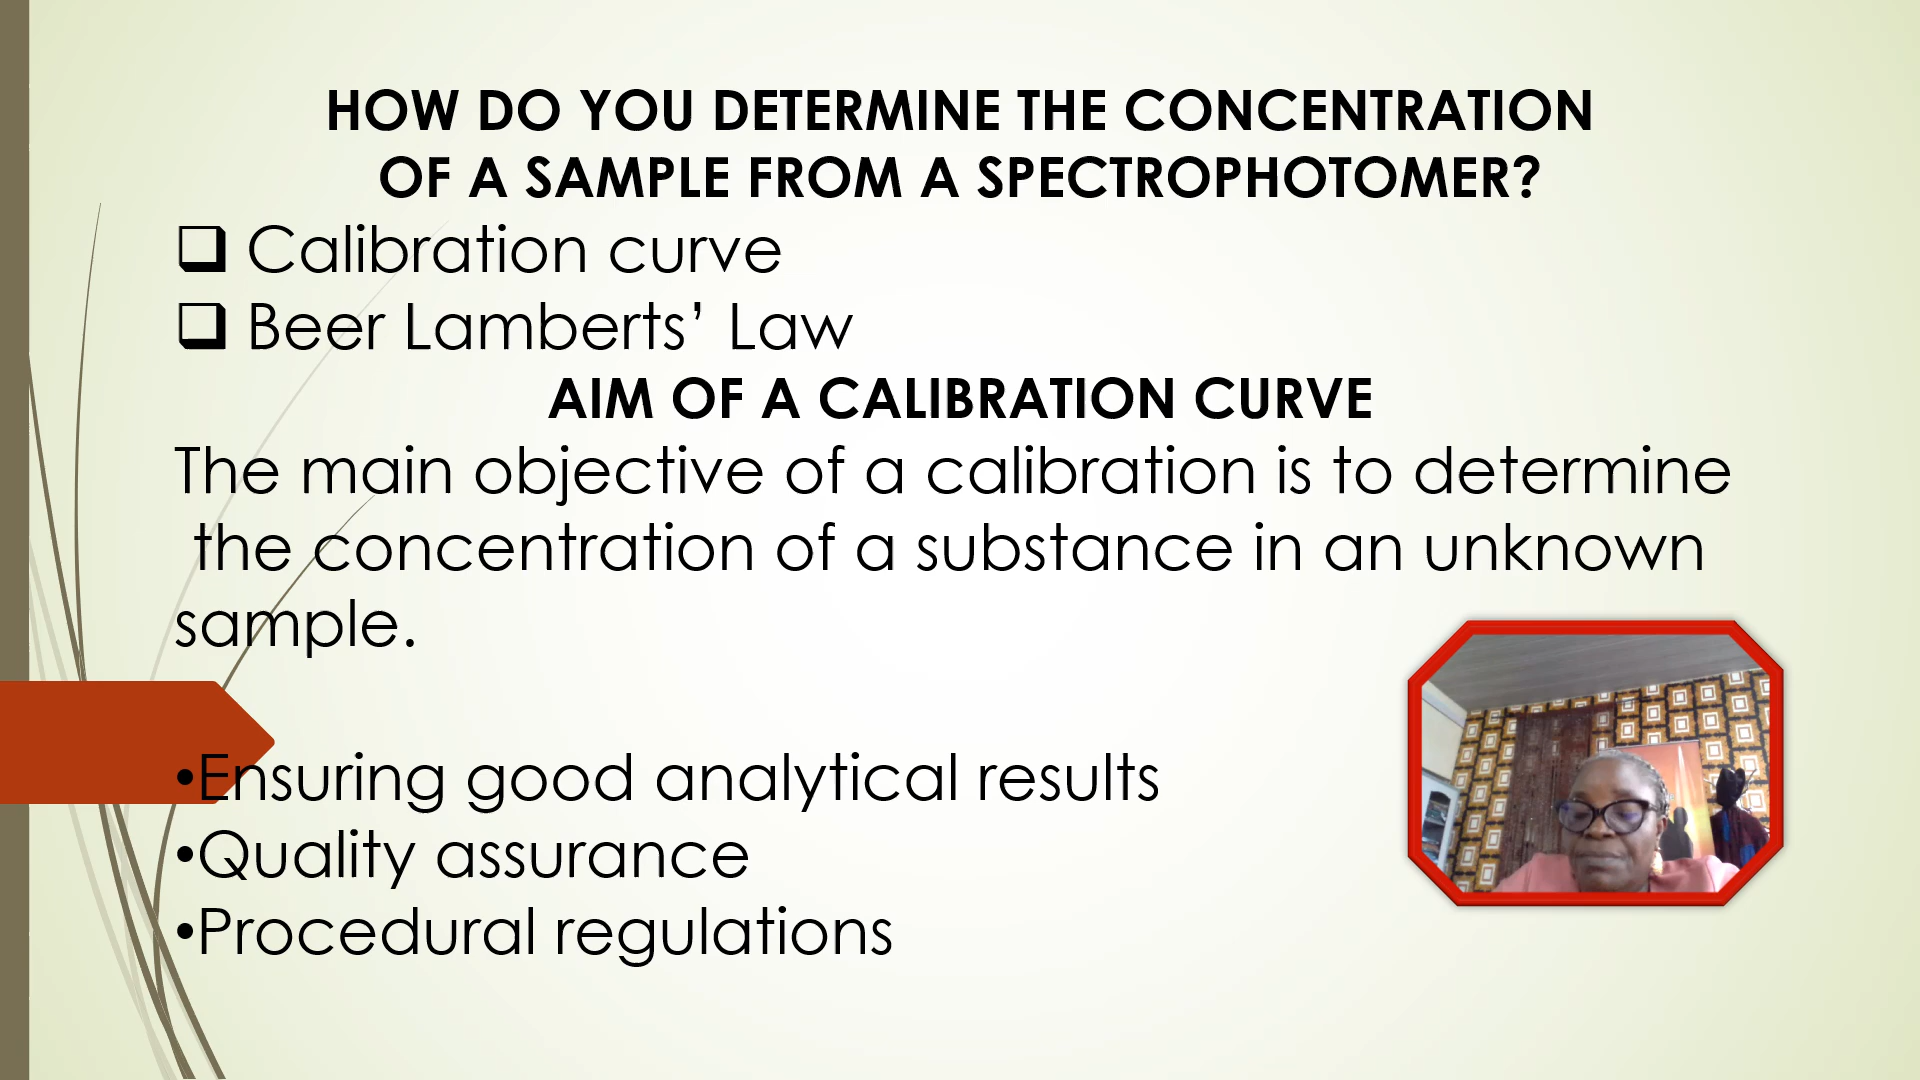 HOW DO YOU DETERMINE THE CONCENTRATION
OF A SAMPLE FROM A SPECTROPHOTOMER?
❑ Calibration curve
❑ Beer Lamberts’ Law
AIM OF A CALIBRATION CURVE
The main objective of a calibration is to determine
the concentration of a substance in an unknown
sample.
•Ensuring good analytical results
•Quality assurance
•Procedural regulations